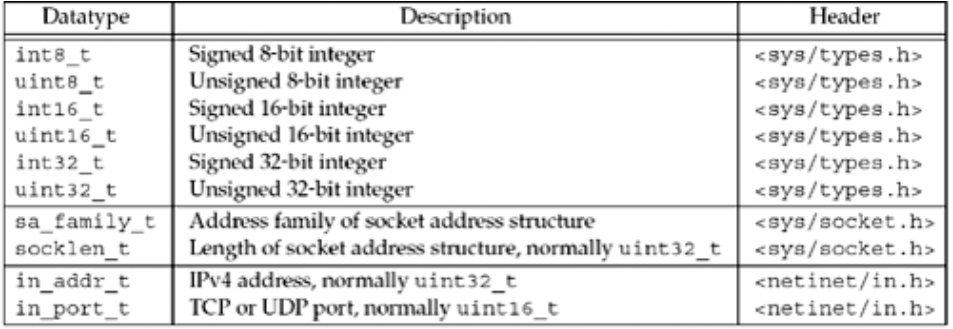 Datatype Description Header
int8_t Signed 8-bit integer <sys/types.h>
uint8_t Unsigned 8-bit integer <sys/types.h>
int16_t Signed 16-bit integer <sys/types.h>
uint16_t Unsigned 16-bit integer <sys/types.h>
int32_t Signed 32-bit integer <sys/types.h>
uint32_t Unsigned 32-bit integer <sys/types.h>
sa_family_t Address family of socket address structure <sys/socket.h>
socklen_t Length of socket address structure, normally uint32_t <sys/socket.h>
in_addr_t IPv4 address, normally uint32_t <netinet/in.h>
in_port_t TCP or UDP port, normally uint16_t <netinet/in.h>